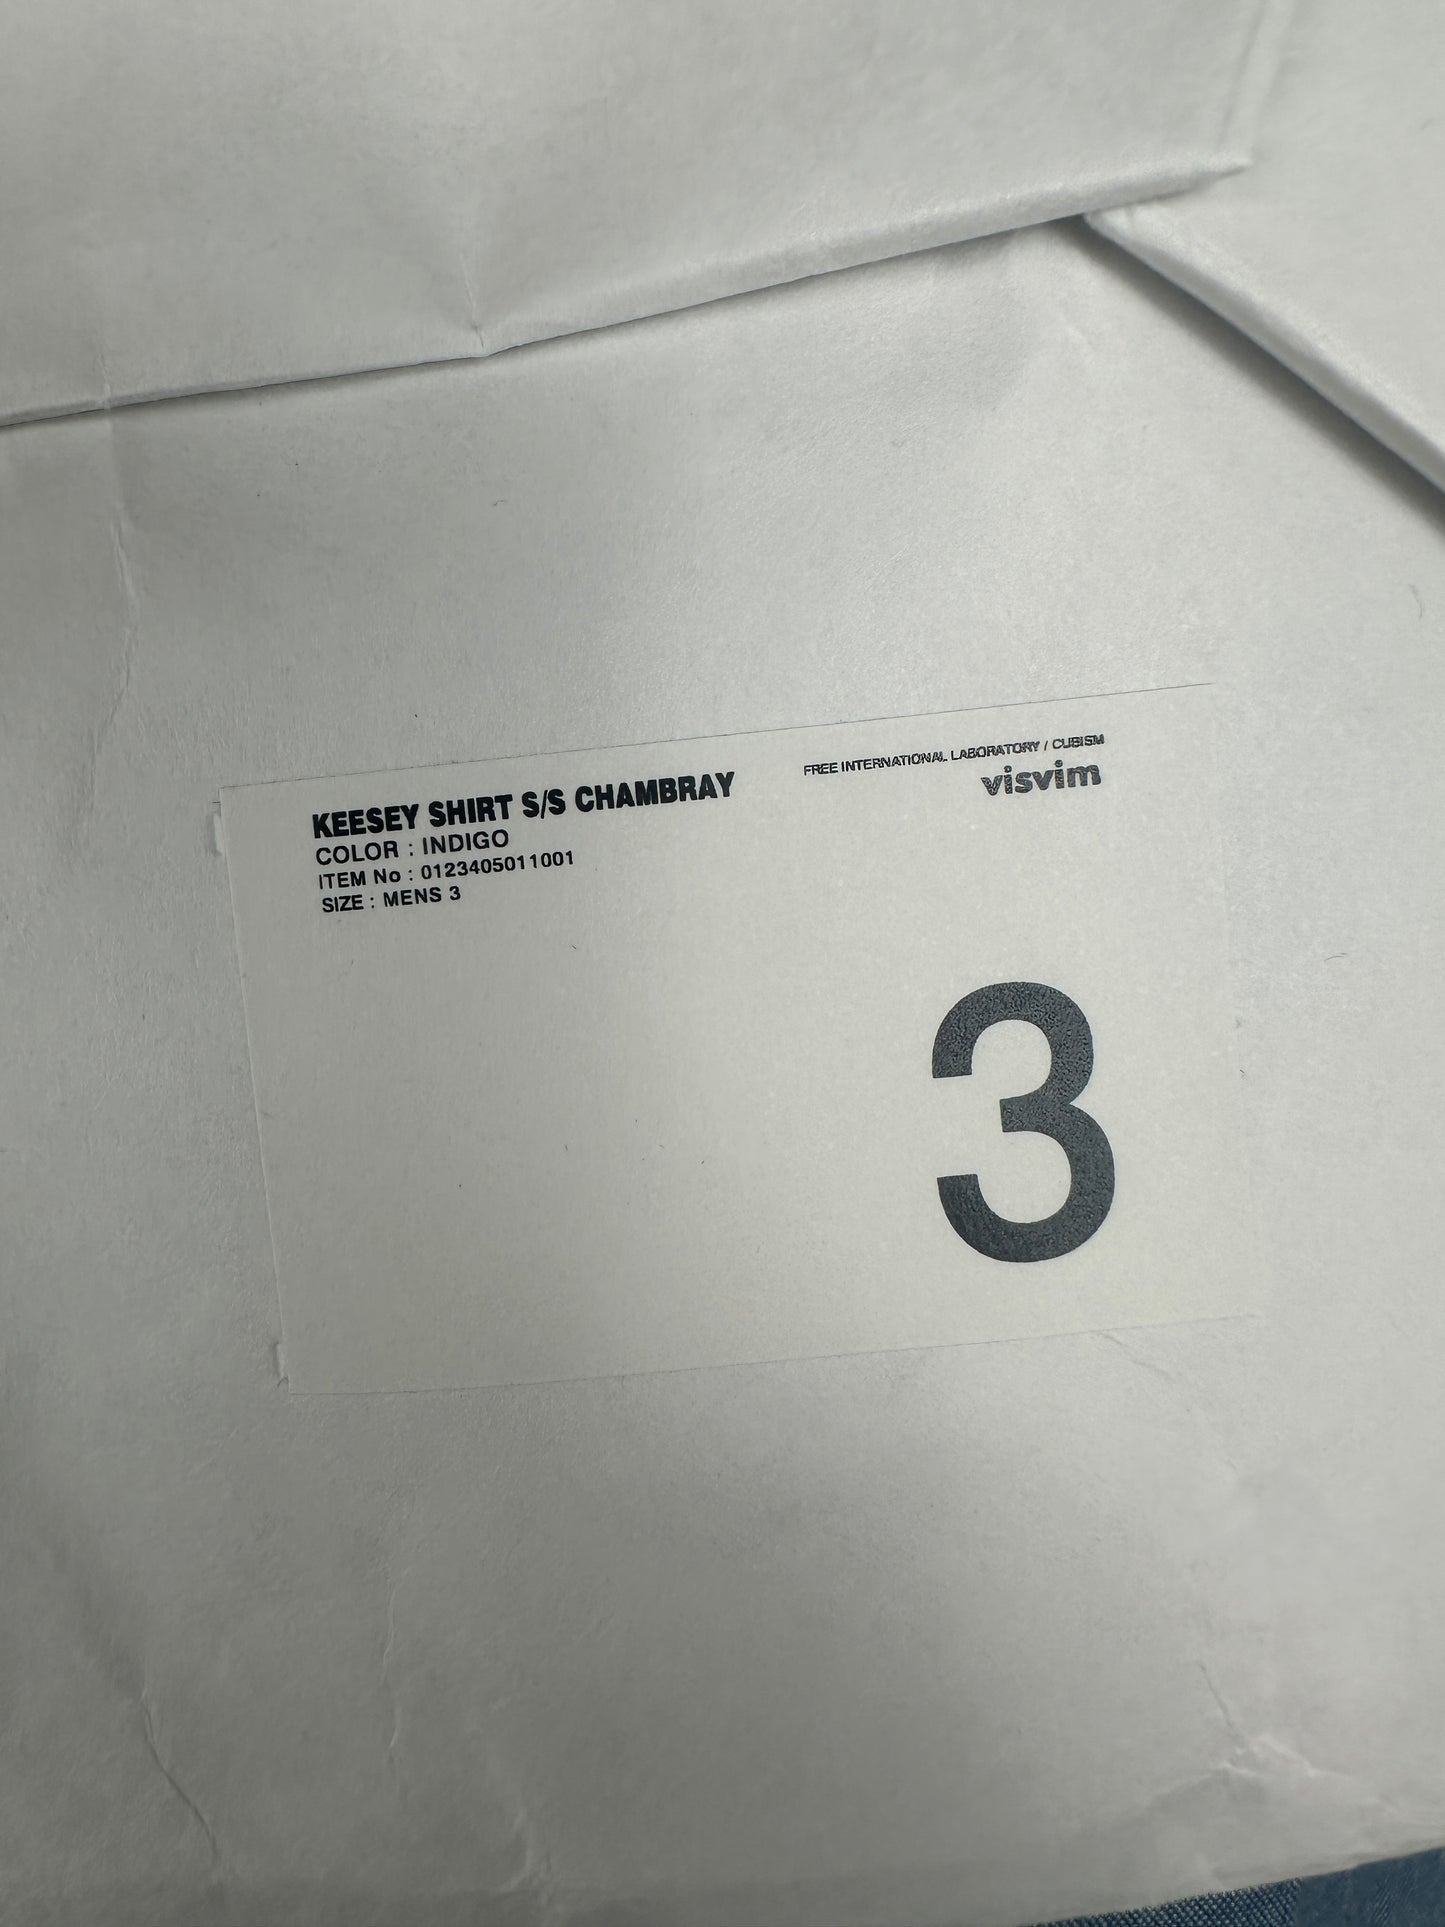 KEESEY SHIRT S/S CHAMBRAY
COLOR : INDIGO
ITEM No : 0123405011001
SIZE : MENS 3
FREE INTERNATIONAL LABORATORY / CUBISM
visvim
3